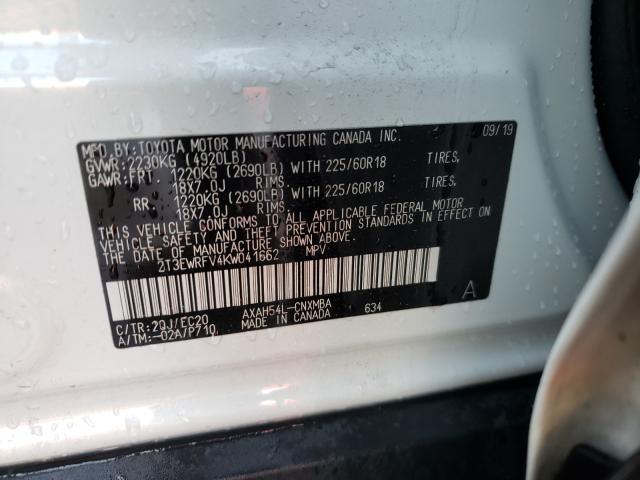 MFD. BY: TOYOTA MOTOR MANUFACTURING CANADA INC. 09/19
GVWR: 2230KG (4920LB)
GAWR: FRT 1220KG (2690LB) WITH 225/60R18 TIRES,
18X7.0J RIMS,
RR. 1220KG (2690LB) WITH 225/60R18 TIRES,
18X7.0J RIMS,
THIS VEHICLE CONFORMS TO ALL APPLICABLE FEDERAL MOTOR
VEHICLE SAFETY AND THEFT PREVENTION STANDARDS IN EFFECT ON
THE DATE OF MANUFACTURE SHOWN ABOVE.
2T3EWRFV4KW041662 MPV
C/TR: 2QJ/EC20 AXAH54L-CNXMBA 634 A
A/TM: -02A/P710 MADE IN CANADA